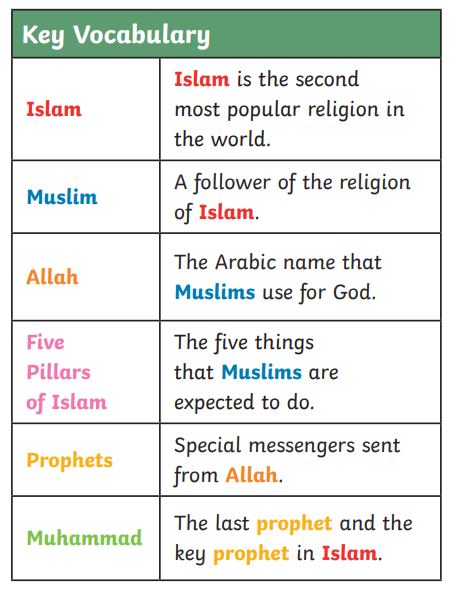 Key Vocabulary
Islam
Islam is the second
most popular religion in
the world.
Muslim
A follower of the religion
of Islam.
Allah
The Arabic name that
Muslims use for God.
Five
Pillars
of Islam
The five things
that Muslims are
expected to do.
Prophets
Special messengers sent
from Allah.
Muhammad
The last prophet and the
key prophet in Islam.